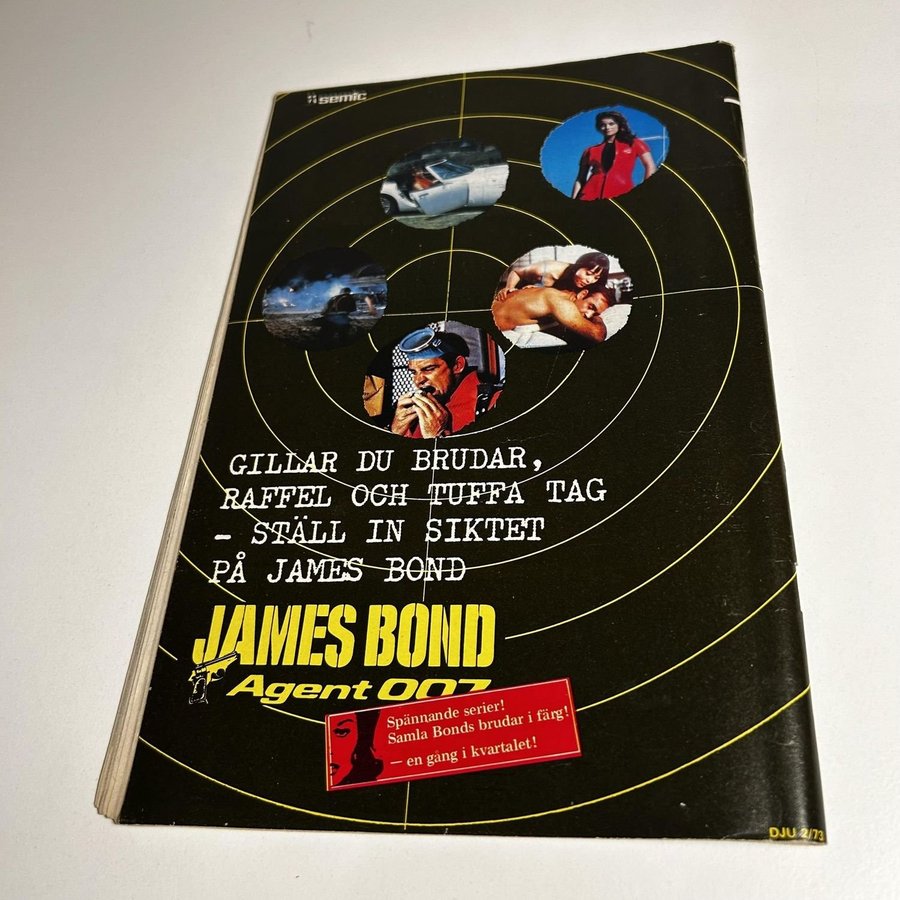 semic
GILLAR DU BRUDAR,
RAFFEL OCH TUFFA TAG
– STÄLL IN SIKTET
PÅ JAMES BOND
JAMES BOND
Agent 007
Spännande serier!
Samla Bonds brudar i färg!
— en gång i kvartalet!
DJU 2/73